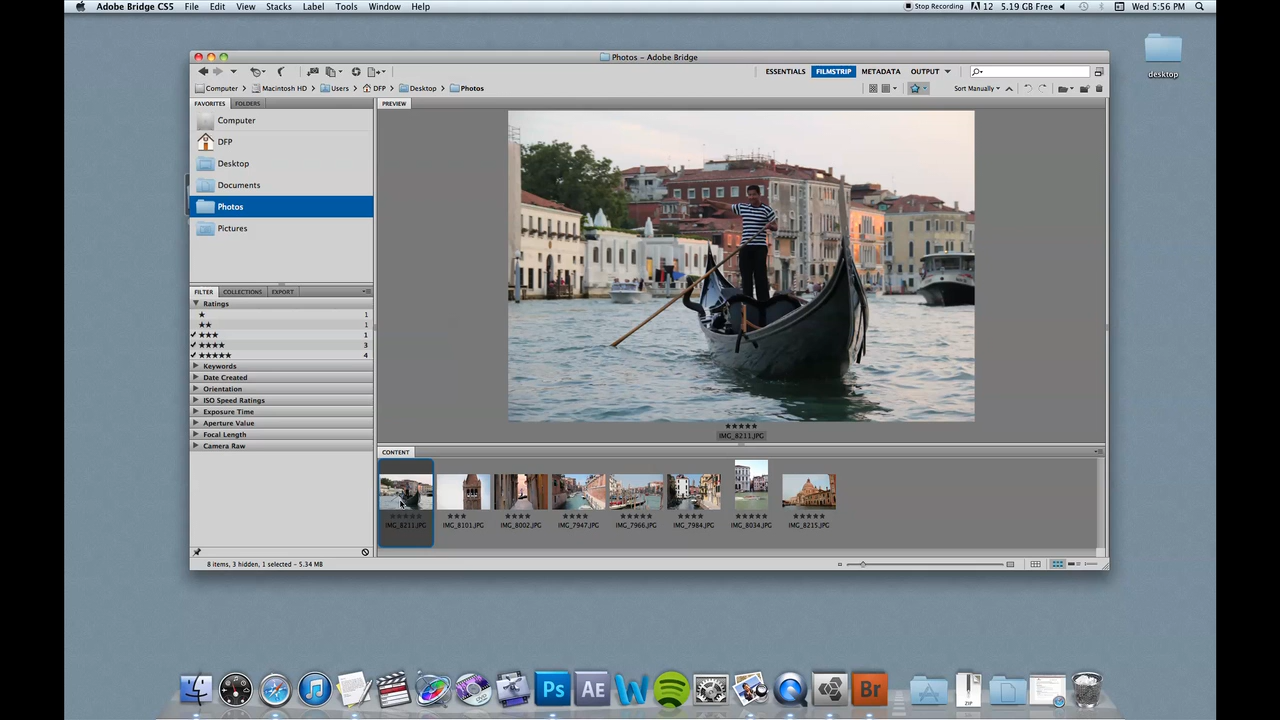 Adobe Bridge CS5 File Edit View Stacks Label Tools Window Help Stop Recording 12 5.19 GB Free Wed 5:56 PM
desktop
Photos – Adobe Bridge
ESSENTIALS FILMSTRIP METADATA OUTPUT
Computer Macintosh HD Users DFP Desktop Photos Sort Manually
FAVORITES FOLDERS
Computer
DFP
Desktop
Documents
Photos
Pictures
FILTER COLLECTIONS EXPORT
Ratings
★ 1
★★ 1
✓ ★★★ 1
✓ ★★★★ 3
✓ ★★★★★ 4
Keywords
Date Created
Orientation
ISO Speed Ratings
Exposure Time
Aperture Value
Focal Length
Camera Raw
PREVIEW
★★★★★
IMG_8211.JPG
CONTENT
★★★★★ ★★★ ★★★★ ★★★★ ★★★★★ ★★★★ ★★★★★ ★★★★★
IMG_8211.JPG IMG_8101.JPG IMG_8002.JPG IMG_7947.JPG IMG_7966.JPG IMG_7984.JPG IMG_8034.JPG IMG_8215.JPG
8 items, 3 hidden, 1 selected – 5.34 MB
Ps AE W Br
ZIP